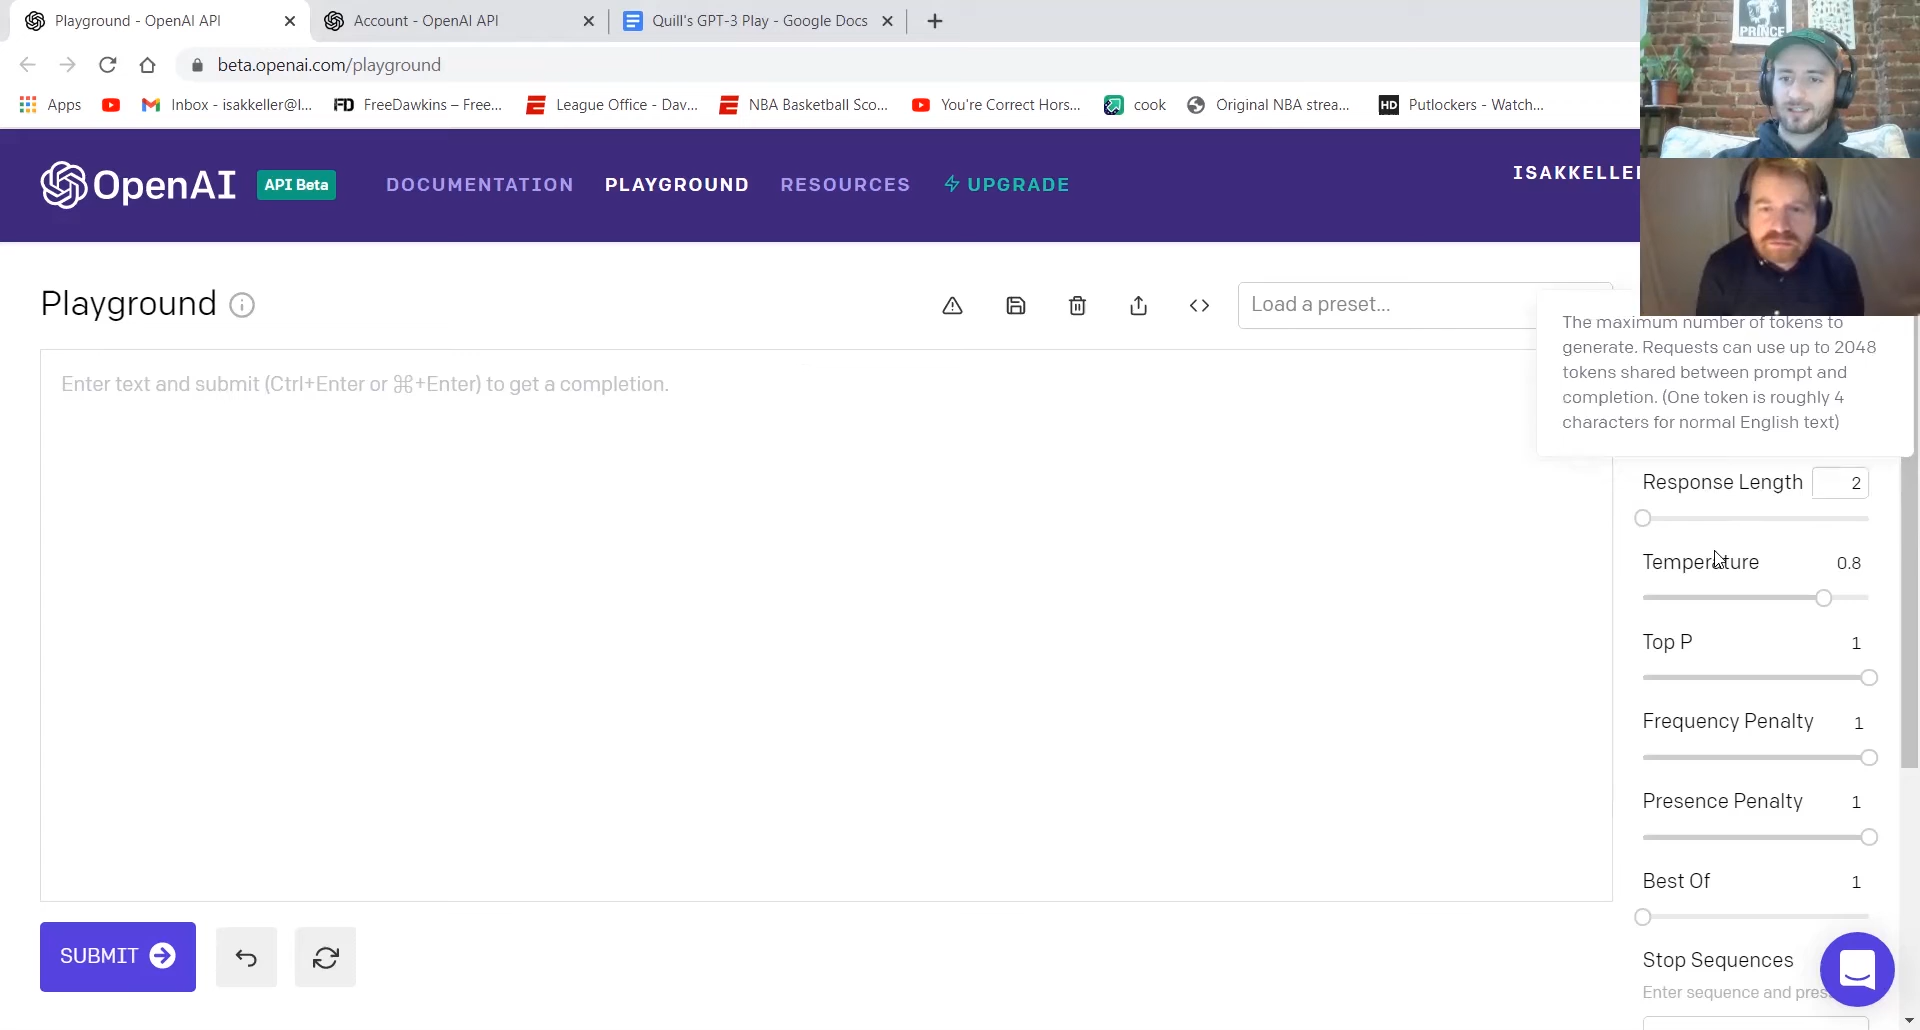 Playground - OpenAI API
Account - OpenAI API
Quill's GPT-3 Play - Google Docs
beta.openai.com/playground
Apps
Inbox - isakkeller@l...
FD FreeDawkins – Free...
League Office - Dav...
NBA Basketball Sco...
You're Correct Hors...
cook
Original NBA strea...
HD Putlockers - Watch...
PRINCE
OpenAI API Beta
DOCUMENTATION PLAYGROUND RESOURCES UPGRADE
ISAKKELLE
Playground
Load a preset...
The maximum number of tokens to
generate. Requests can use up to 2048
tokens shared between prompt and
completion. (One token is roughly 4
characters for normal English text)
Enter text and submit (Ctrl+Enter or ⌘+Enter) to get a completion.
Response Length 2
Temperature 0.8
Top P 1
Frequency Penalty 1
Presence Penalty 1
Best Of 1
Stop Sequences
Enter sequence and pres
SUBMIT